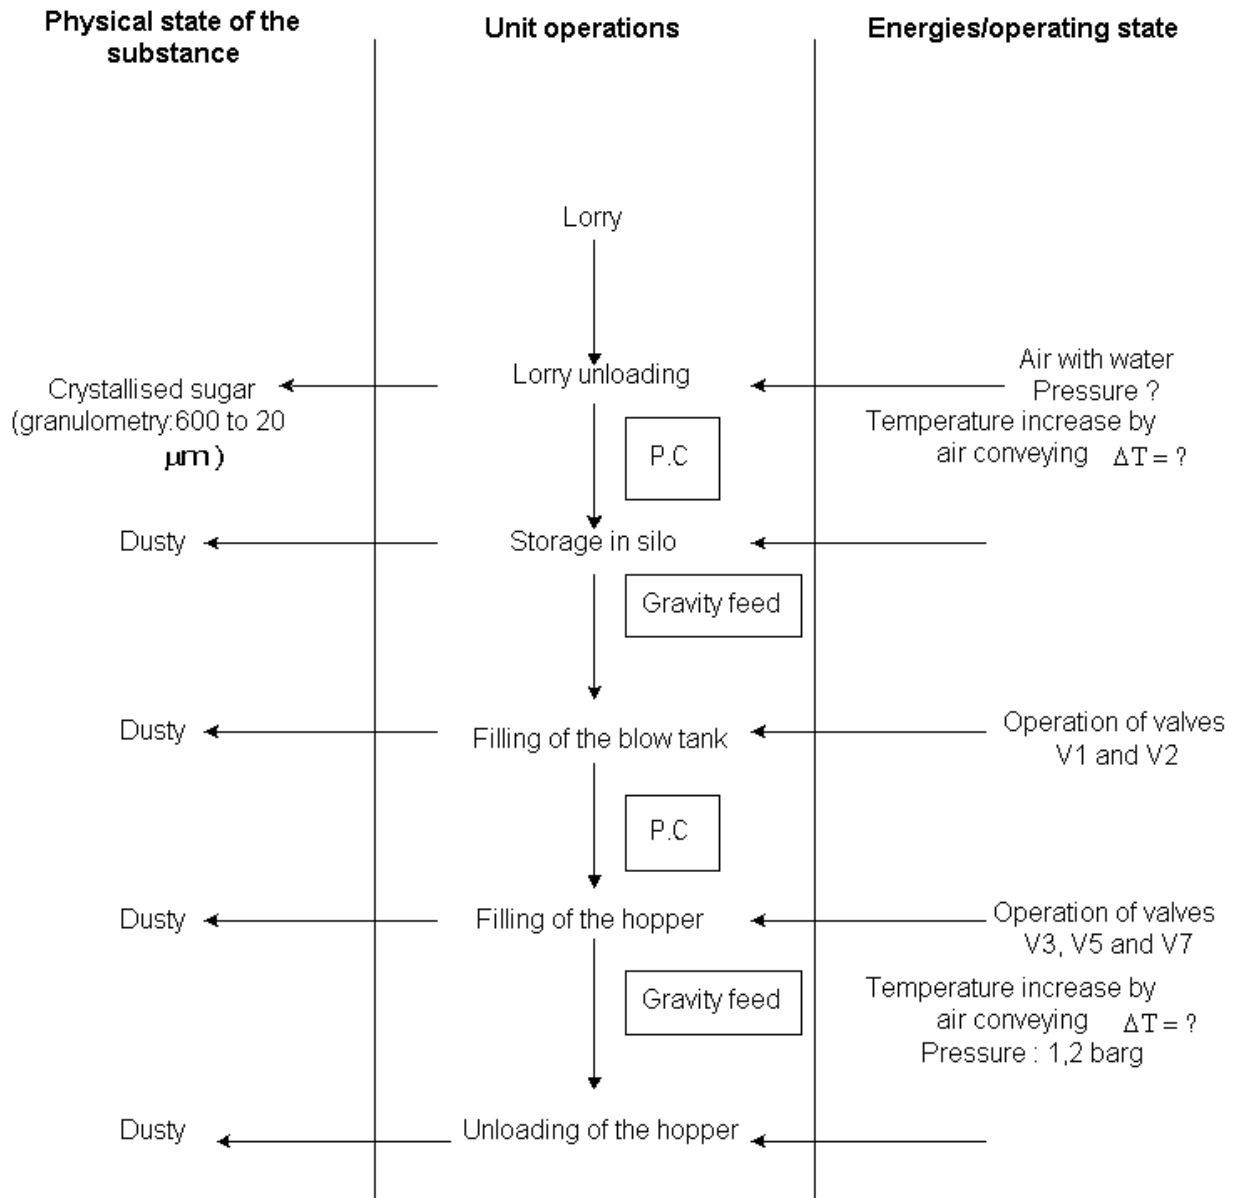 Physical state of the
substance
Unit operations
Energies/operating state
Lorry
Lorry unloading
Crystallised sugar
(granulometry:600 to 20
μm)
Air with water
Pressure ?
Temperature increase by
air conveying ΔT = ?
P.C
Dusty
Storage in silo
Gravity feed
Dusty
Filling of the blow tank
Operation of valves
V1 and V2
P.C
Dusty
Filling of the hopper
Operation of valves
V3, V5 and V7
Gravity feed
Temperature increase by
air conveying ΔT = ?
Pressure : 1,2 barg
Dusty
Unloading of the hopper